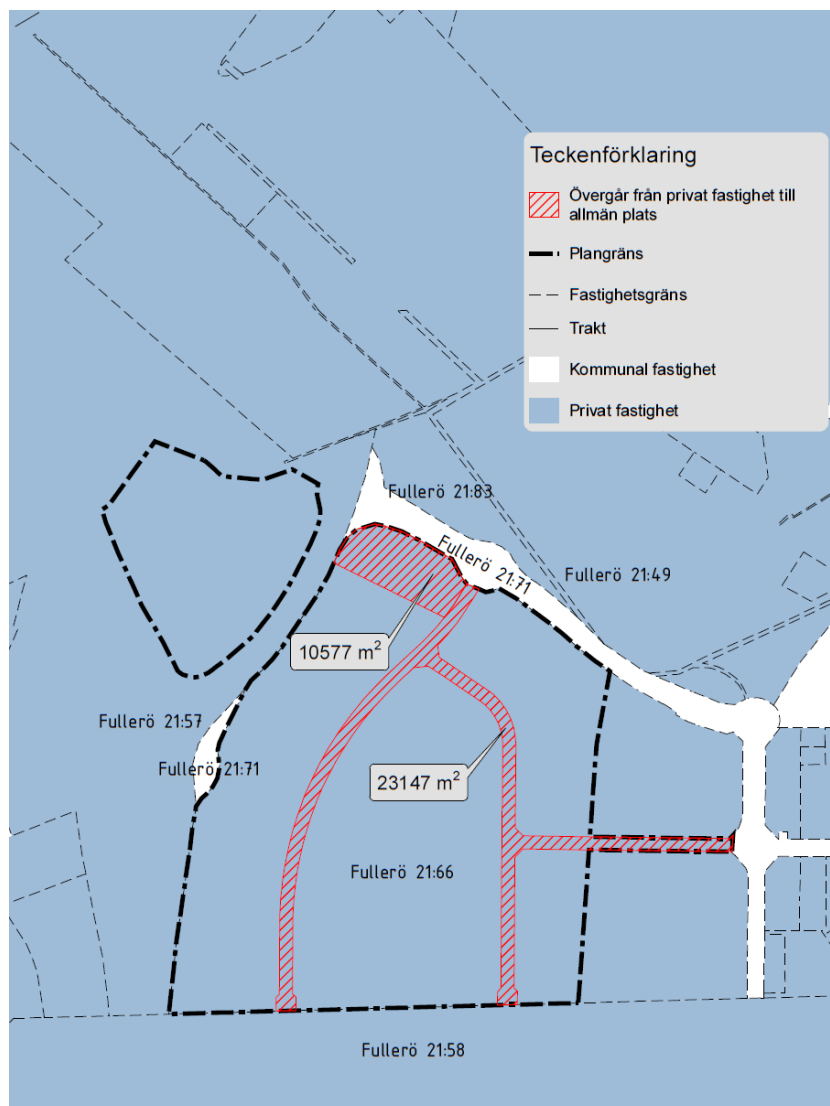 Teckenförklaring
Övergår från privat fastighet till
allmän plats
Plangräns
Fastighetsgräns
Trakt
Kommunal fastighet
Privat fastighet
Fullerö 21:83
Fullerö 21:71
Fullerö 21:49
10577 m²
Fullerö 21:57
Fullerö 21:71
23147 m²
Fullerö 21:66
Fullerö 21:58